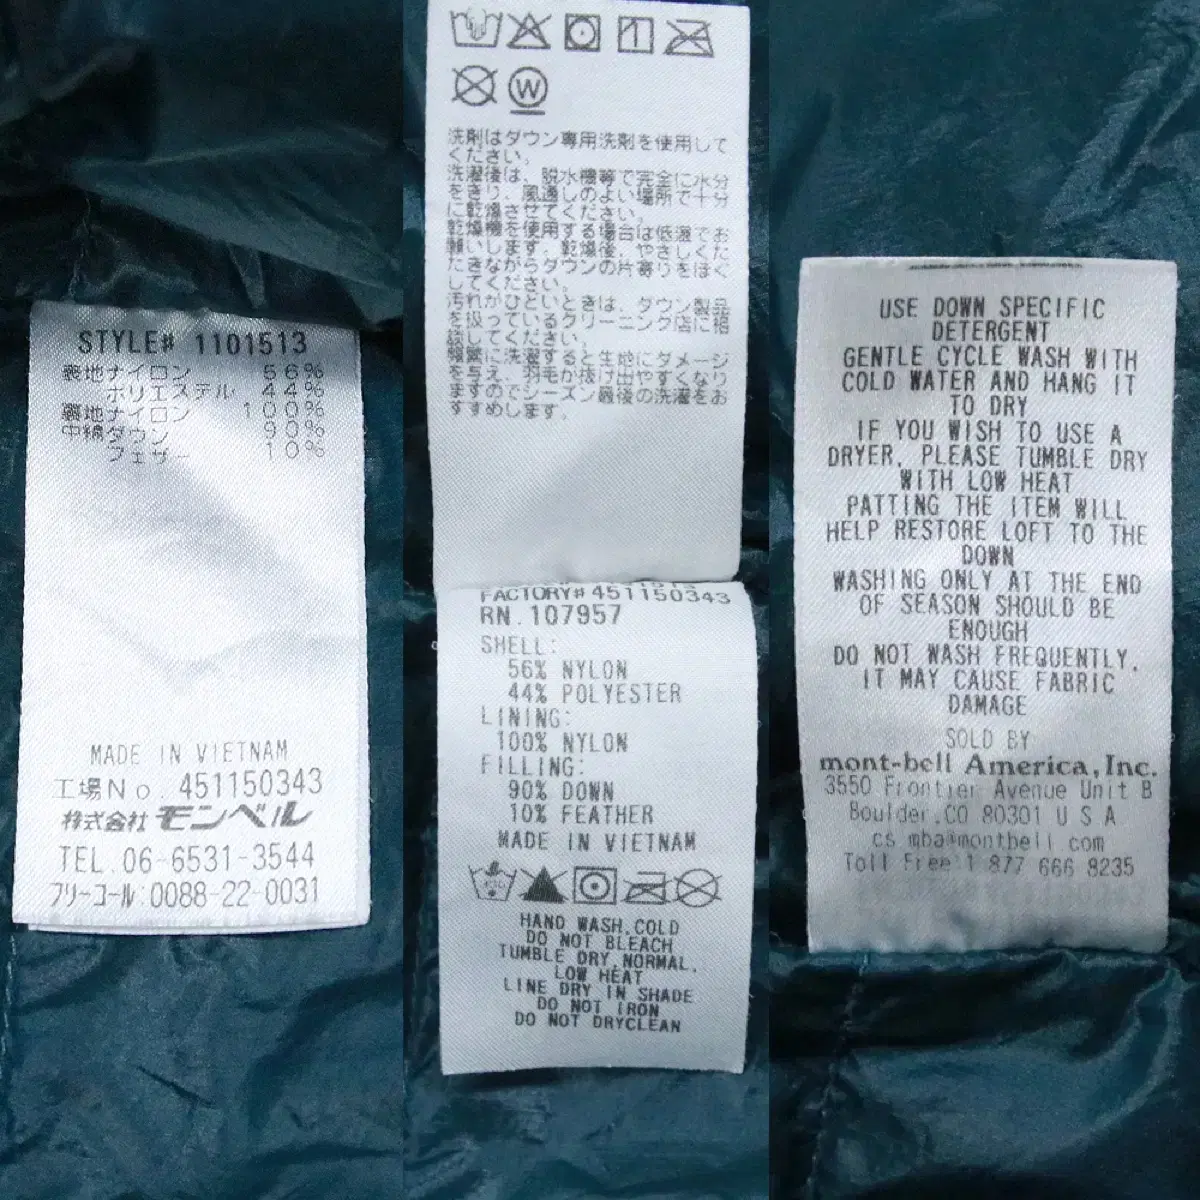 STYLE# 1101513
表地ナイロン 56%
ポリエステル 44%
裏地ナイロン 100%
中綿ダウン 90%
フェザー 10%
MADE IN VIETNAM
工場No. 451150343
株式会社 モンベル
TEL. 06-6531-3544
フリーコール:0088-22-0031
W
洗剤はダウン専用洗剤を使用して
ください。
洗濯後は、脱水機等で完全に水分
をきり、風通しのよい場所で十分
に乾燥させてください。
乾燥機を使用する場合は低温でお
願いします。乾燥後、やさしくた
たきながらダウンの片寄りをほぐ
してください。
汚れがひどいときは、ダウン製品
を扱っているクリーニング店に相
談してください。
頻繁に洗濯すると生地にダメージ
を与え、羽毛が抜け出やすくなり
ますのでシーズン最後の洗濯をお
すすめします。
FACTORY# 451150343
RN. 107957
SHELL:
56% NYLON
44% POLYESTER
LINING:
100% NYLON
FILLING:
90% DOWN
10% FEATHER
MADE IN VIETNAM
HAND WASH,COLD
DO NOT BLEACH
TUMBLE DRY,NORMAL,
LOW HEAT
LINE DRY IN SHADE
DO NOT IRON
DO NOT DRYCLEAN
USE DOWN SPECIFIC
DETERGENT
GENTLE CYCLE WASH WITH
COLD WATER AND HANG IT
TO DRY
IF YOU WISH TO USE A
DRYER, PLEASE TUMBLE DRY
WITH LOW HEAT
PATTING THE ITEM WILL
HELP RESTORE LOFT TO THE
DOWN
WASHING ONLY AT THE END
OF SEASON SHOULD BE
ENOUGH
DO NOT WASH FREQUENTLY,
IT MAY CAUSE FABRIC
DAMAGE
SOLD BY
mont-bell America, Inc.
3550 Frontier Avenue Unit B
Boulder,CO 80301 U S A
cs mba@montbell com
Toll Free 1 877 666 8235